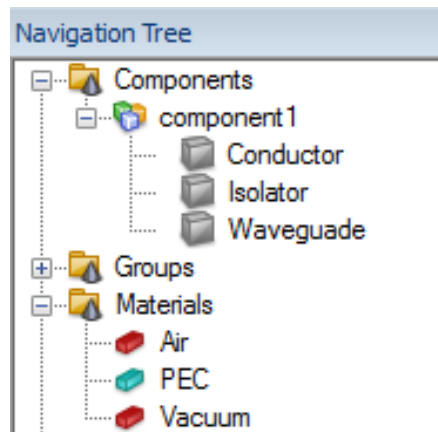 Navigation Tree
Components
component1
Conductor
Isolator
Waveguade
Groups
Materials
Air
PEC
Vacuum